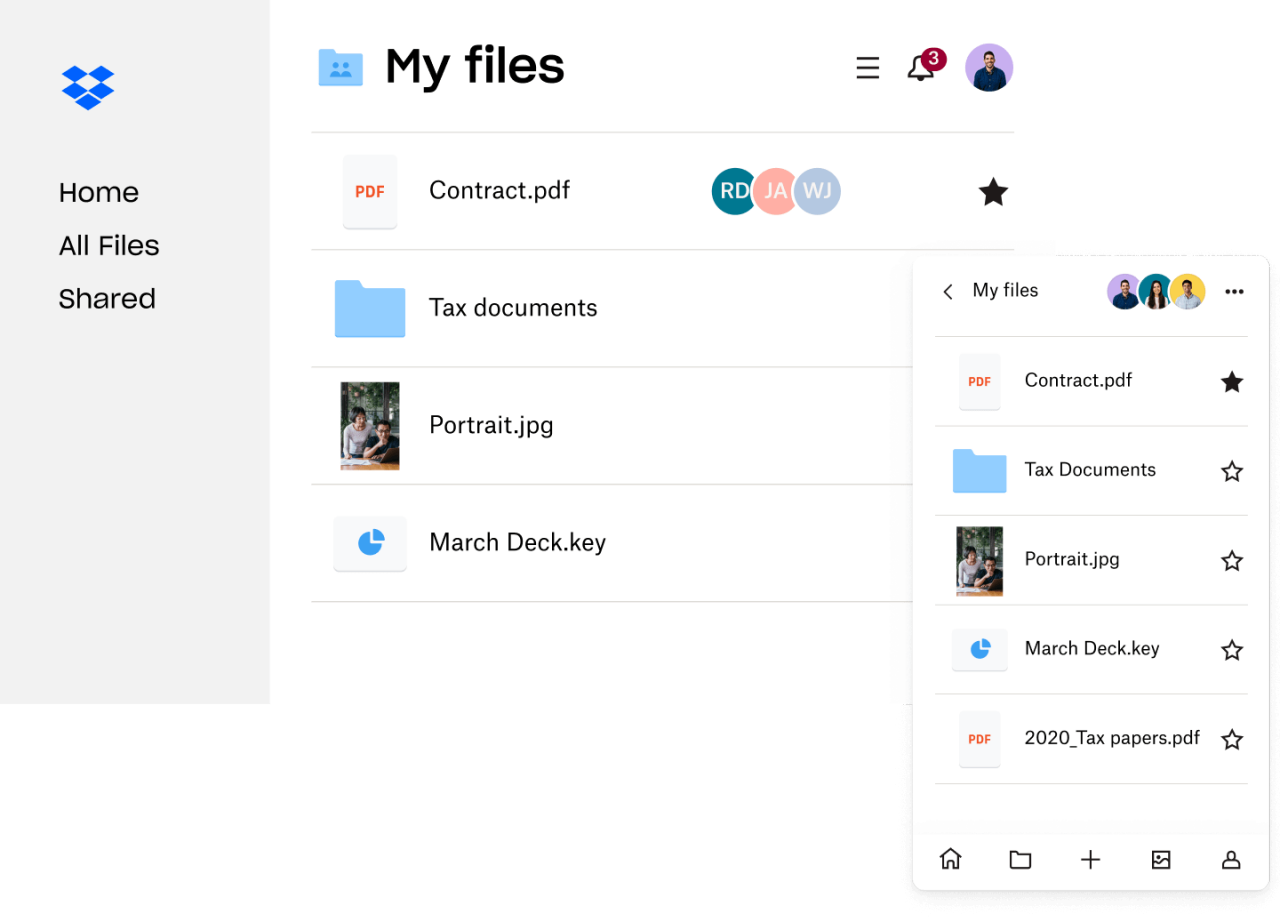 My files
3
Home
All Files
Shared
PDF Contract.pdf RD JA WJ
Tax documents
Portrait.jpg
March Deck.key
My files
PDF Contract.pdf
Tax Documents
Portrait.jpg
March Deck.key
PDF 2020_Tax papers.pdf